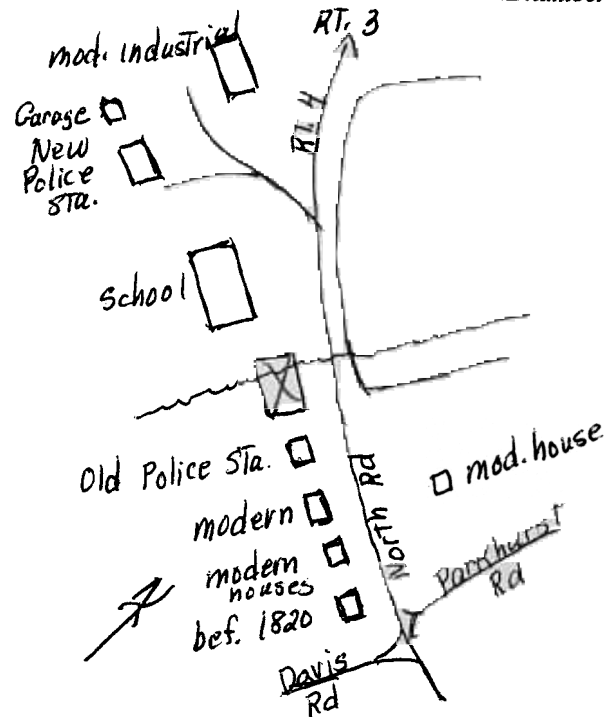 RT. 3
mod. industrial
Rt 4
Garage
New
Police
STa.
School
X
Old Police STa.
North Rd
mod. house
modern
modern
houses
Parkhurst
Rd
bef. 1820
Davis
Rd